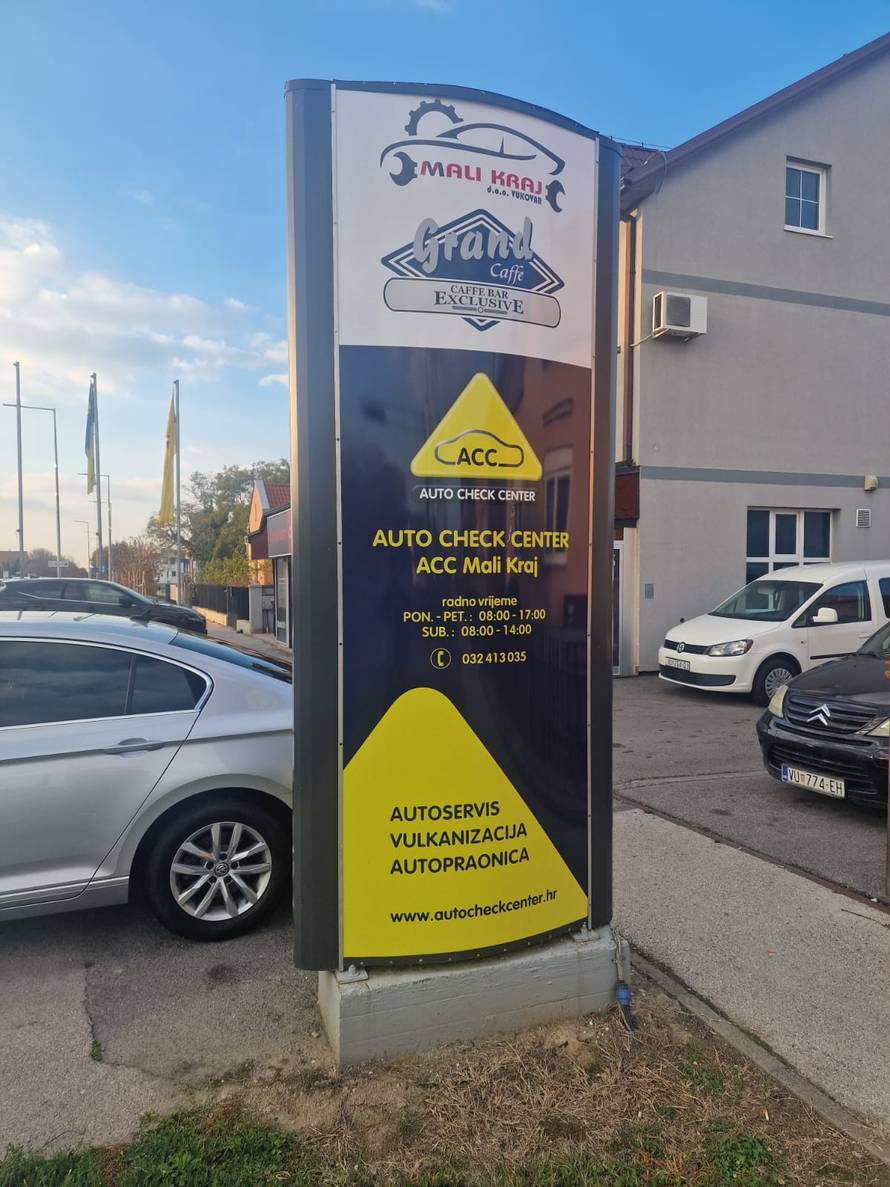 MALI KRAJ
d.o.o. VUKOVAR
Grand
Caffe
CAFFE BAR
EXCLUSIVE
ACC
AUTO CHECK CENTER
AUTO CHECK CENTER
ACC Mali Kraj
radno vrijeme
PON. - PET. : 08:00 - 17:00
SUB. : 08:00 - 14:00
032 413 035
AUTOSERVIS
VULKANIZACIJA
AUTOPRAONICA
www.autocheckcenter.hr
VU 774-EH